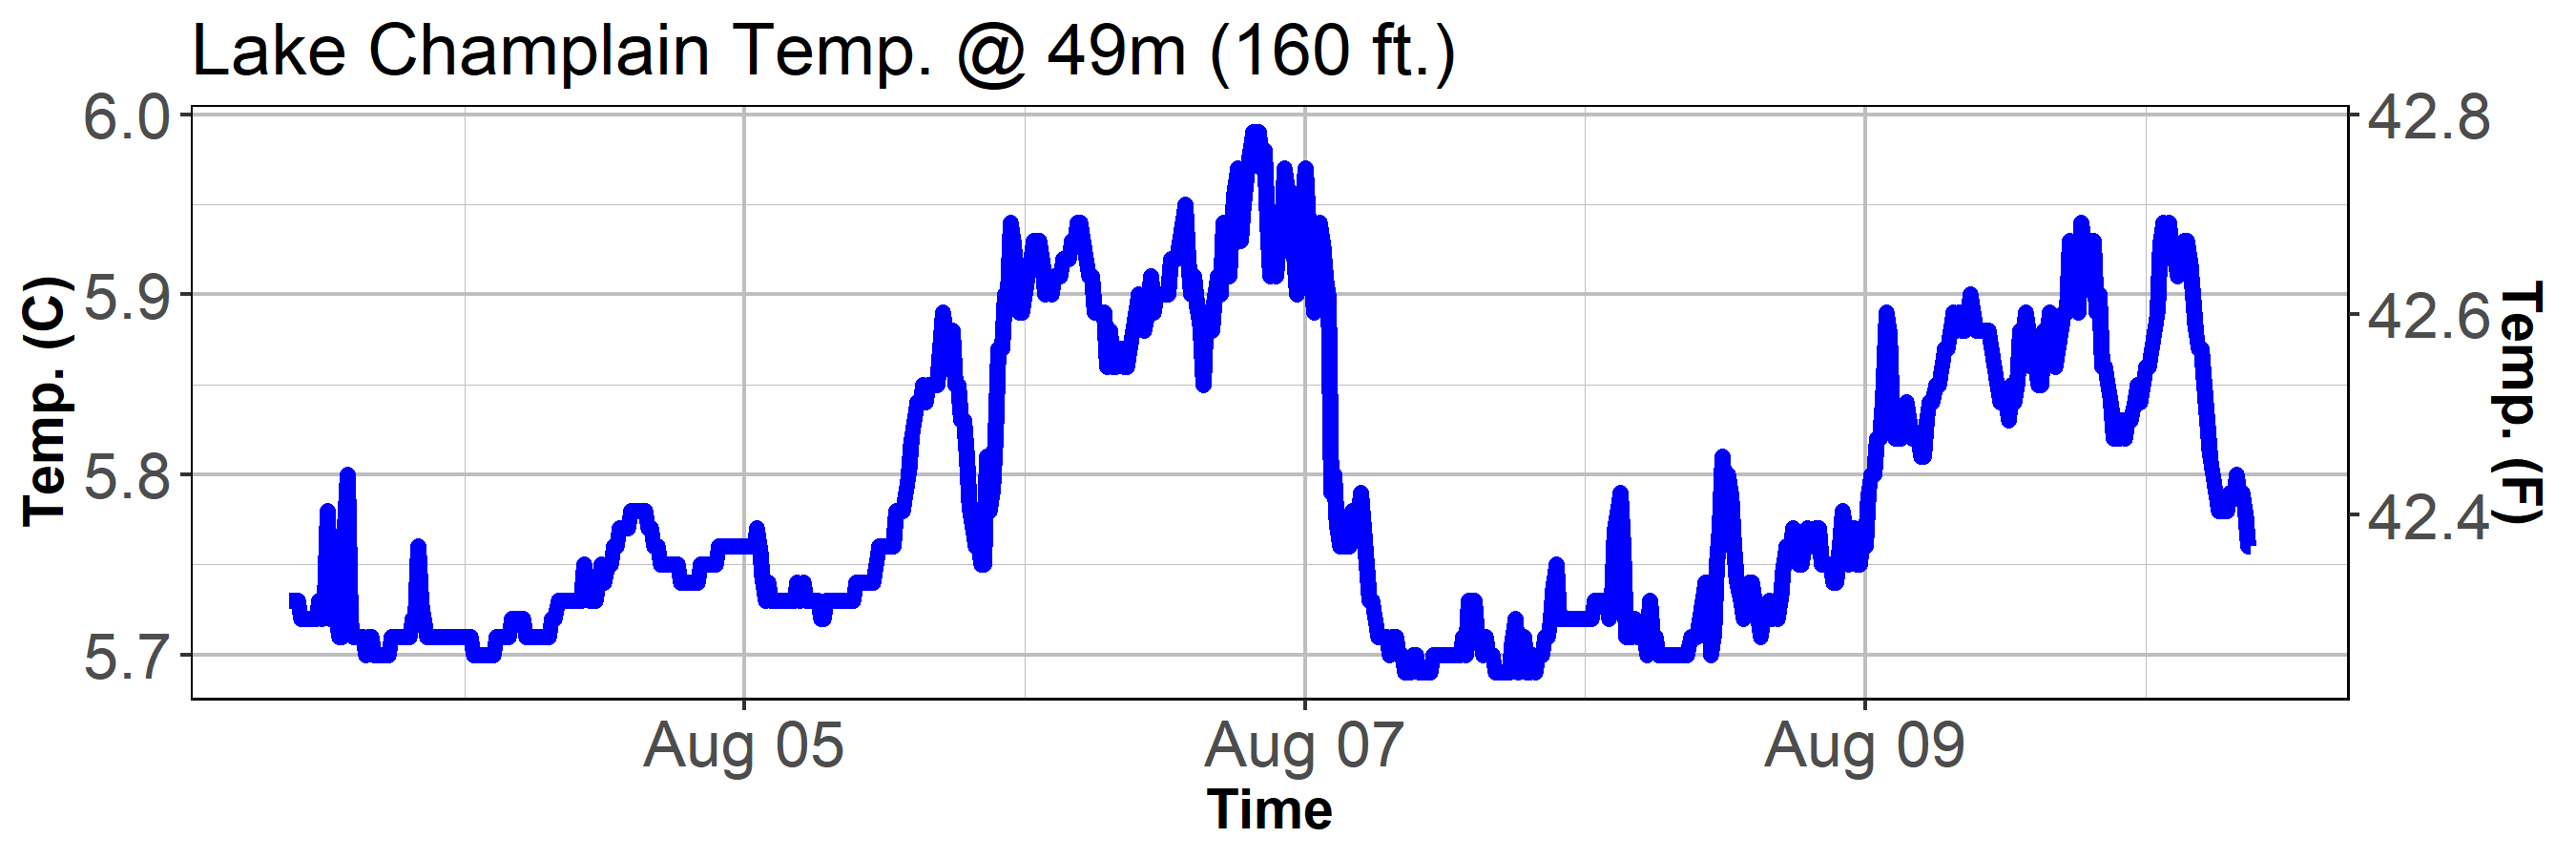 Lake Champlain Temp. @ 49m (160 ft.)
6.0
5.9
5.8
5.7
Temp. (C)
42.8
42.6
42.4
Temp. (F)
Aug 05 Aug 07 Aug 09
Time